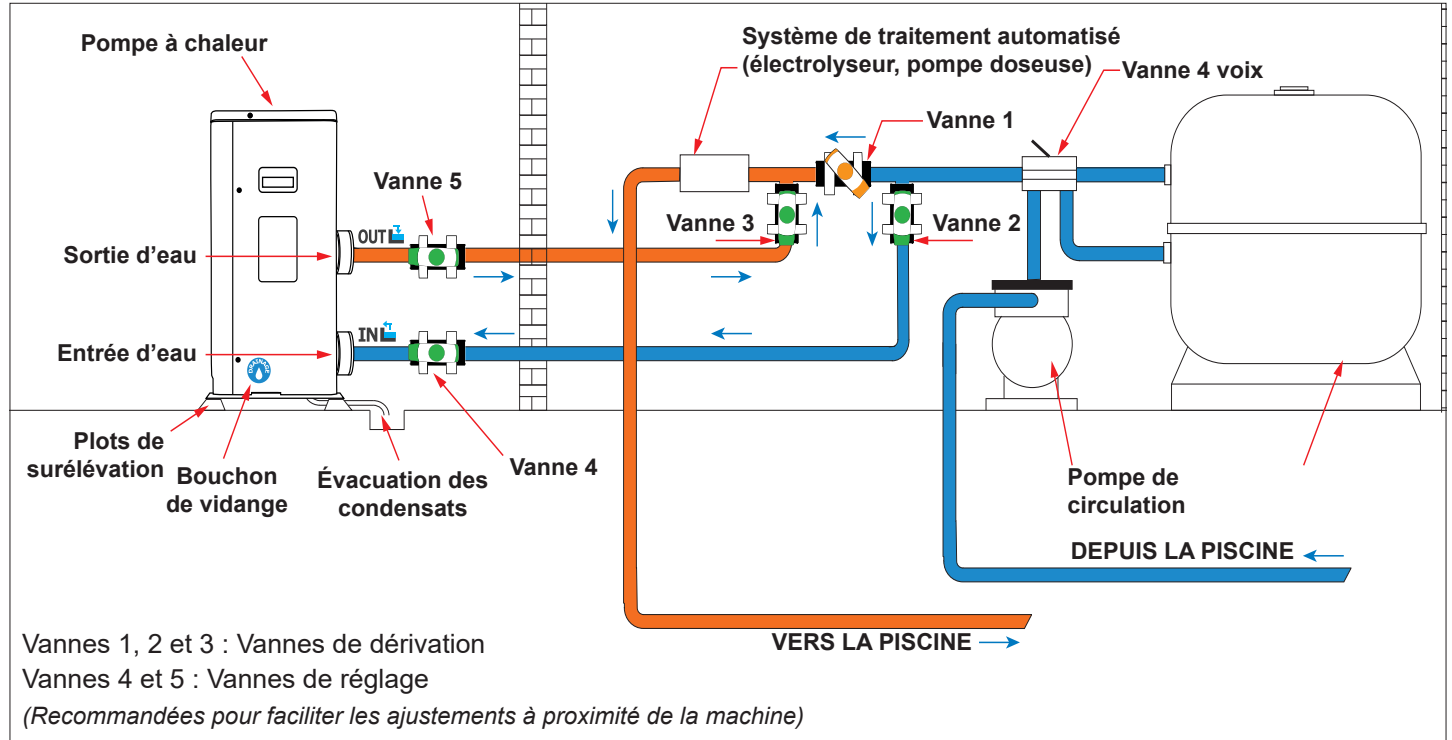 Pompe à chaleur
Système de traitement automatisé
(électrolyseur, pompe doseuse)
Vanne 4 voix
Vanne 1
Vanne 5
Vanne 3
Vanne 2
OUT
Sortie d'eau
IN
Entrée d'eau
DRAINAGE
Plots de
surélévation
Bouchon
de vidange
Évacuation des
condensats
Vanne 4
Pompe de
circulation
DEPUIS LA PISCINE
VERS LA PISCINE
Vannes 1, 2 et 3 : Vannes de dérivation
Vannes 4 et 5 : Vannes de réglage
(Recommandées pour faciliter les ajustements à proximité de la machine)